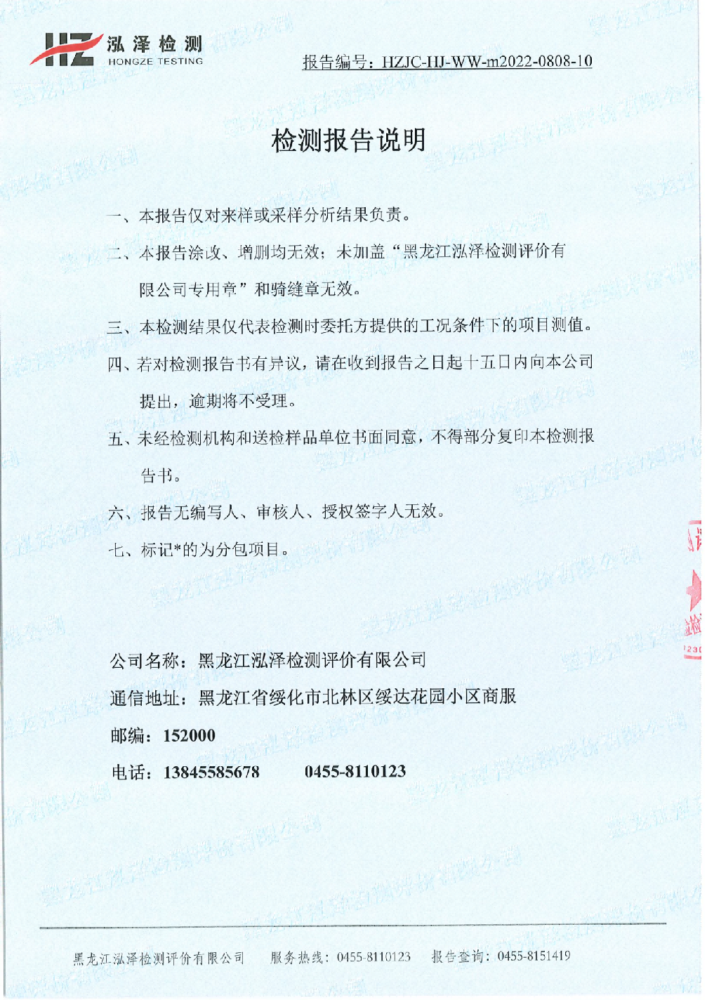 HZ 泓泽检测
HONGZE TESTING
报告编号：HZJC-HJ-WW-m2022-0808-10
检测报告说明
一、本报告仅对来样或采样分析结果负责。
二、本报告涂改、增删均无效；未加盖“黑龙江泓泽检测评价有
限公司专用章”和骑缝章无效。
三、本检测结果仅代表检测时委托方提供的工况条件下的项目测值。
四、若对检测报告书有异议，请在收到报告之日起十五日内向本公司
提出，逾期将不受理。
五、未经检测机构和送检样品单位书面同意，不得部分复印本检测报
告书。
六、报告无编写人、审核人、授权签字人无效。
七、标记*的为分包项目。
公司名称：黑龙江泓泽检测评价有限公司
通信地址：黑龙江省绥化市北林区绥达花园小区商服
邮编：152000
电话：13845585678 0455-8110123
黑龙江泓泽检测评价有限公司 服务热线：0455-8110123 报告查询：0455-8151419